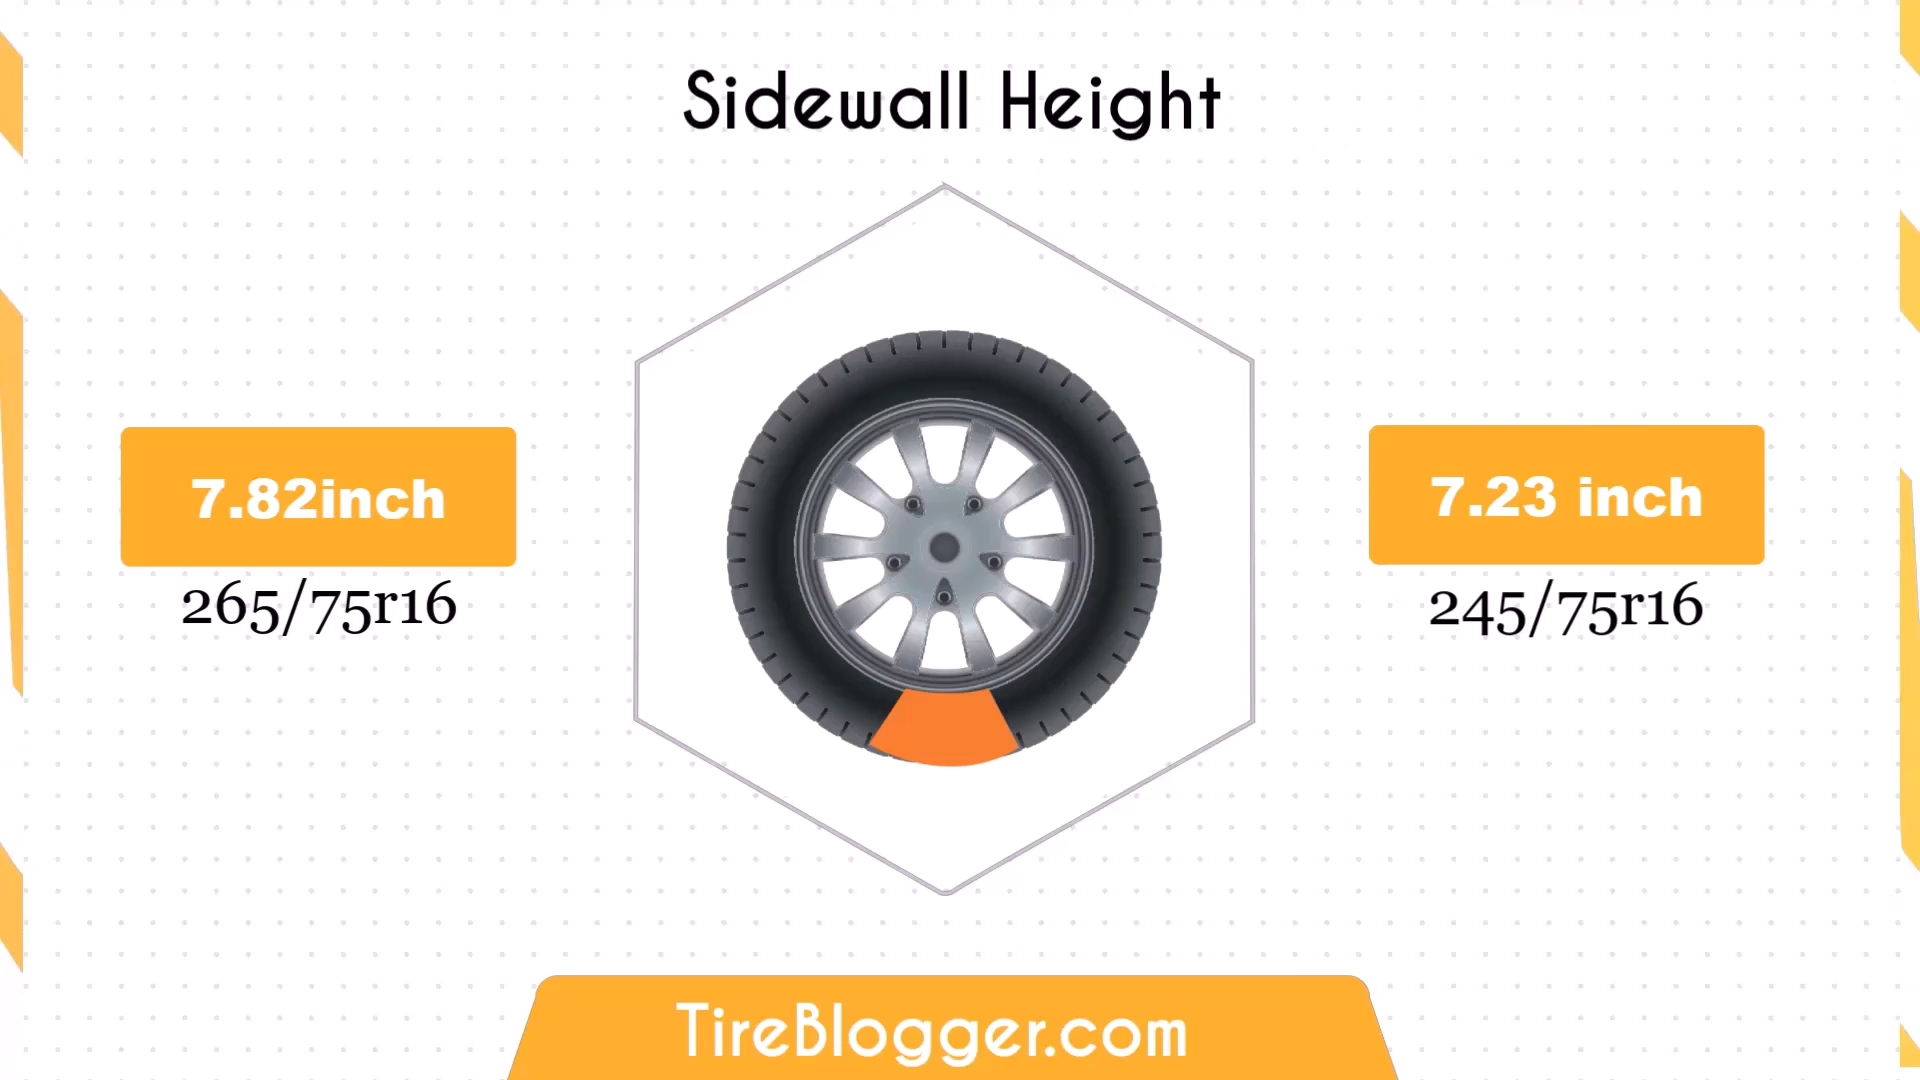 Sidewall Height
7.82inch
265/75r16
7.23 inch
245/75r16
TireBlogger.com